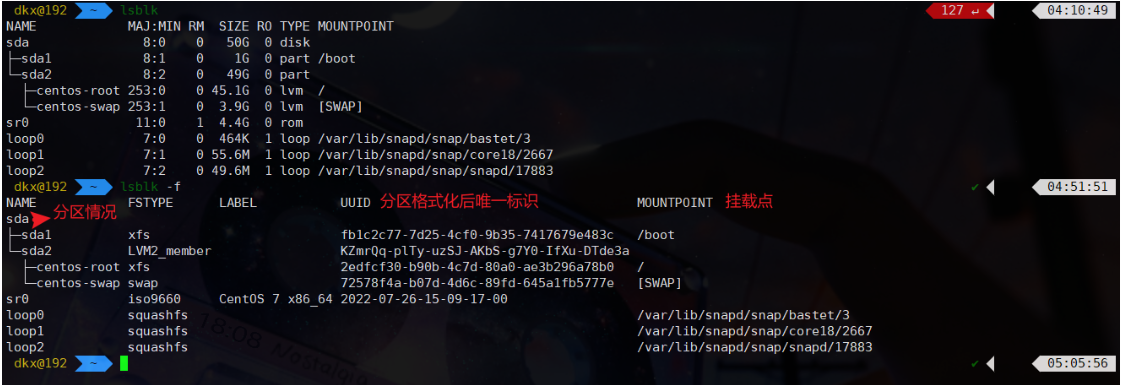 dkx@192 ~ lsblk 127 ↵ 04:10:49
NAME MAJ:MIN RM SIZE RO TYPE MOUNTPOINT
sda 8:0 0 50G 0 disk
├─sda1 8:1 0 1G 0 part /boot
└─sda2 8:2 0 49G 0 part
├─centos-root 253:0 0 45.1G 0 lvm /
└─centos-swap 253:1 0 3.9G 0 lvm [SWAP]
sr0 11:0 1 4.4G 0 rom
loop0 7:0 0 464K 1 loop /var/lib/snapd/snap/bastet/3
loop1 7:1 0 55.6M 1 loop /var/lib/snapd/snap/core18/2667
loop2 7:2 0 49.6M 1 loop /var/lib/snapd/snap/snapd/17883
dkx@192 ~ lsblk -f ✔ 04:51:51
NAME FSTYPE LABEL UUID 分区格式化后唯一标识 MOUNTPOINT 挂载点
sda 分区情况
├─sda1 xfs fb1c2c77-7d25-4cf0-9b35-7417679e483c /boot
└─sda2 LVM2_member KZmrQq-plTy-uzSJ-AKbS-g7Y0-IfXu-DTde3a
├─centos-root xfs 2edfcf30-b90b-4c7d-80a0-ae3b296a78b0 /
└─centos-swap swap 72578f4a-b07d-4d6c-89fd-645a1fb5777e [SWAP]
sr0 iso9660 CentOS 7 x86_64 2022-07-26-15-09-17-00
loop0 squashfs /var/lib/snapd/snap/bastet/3
loop1 squashfs /var/lib/snapd/snap/core18/2667
loop2 squashfs /var/lib/snapd/snap/snapd/17883
dkx@192 ~ ✔ 05:05:56